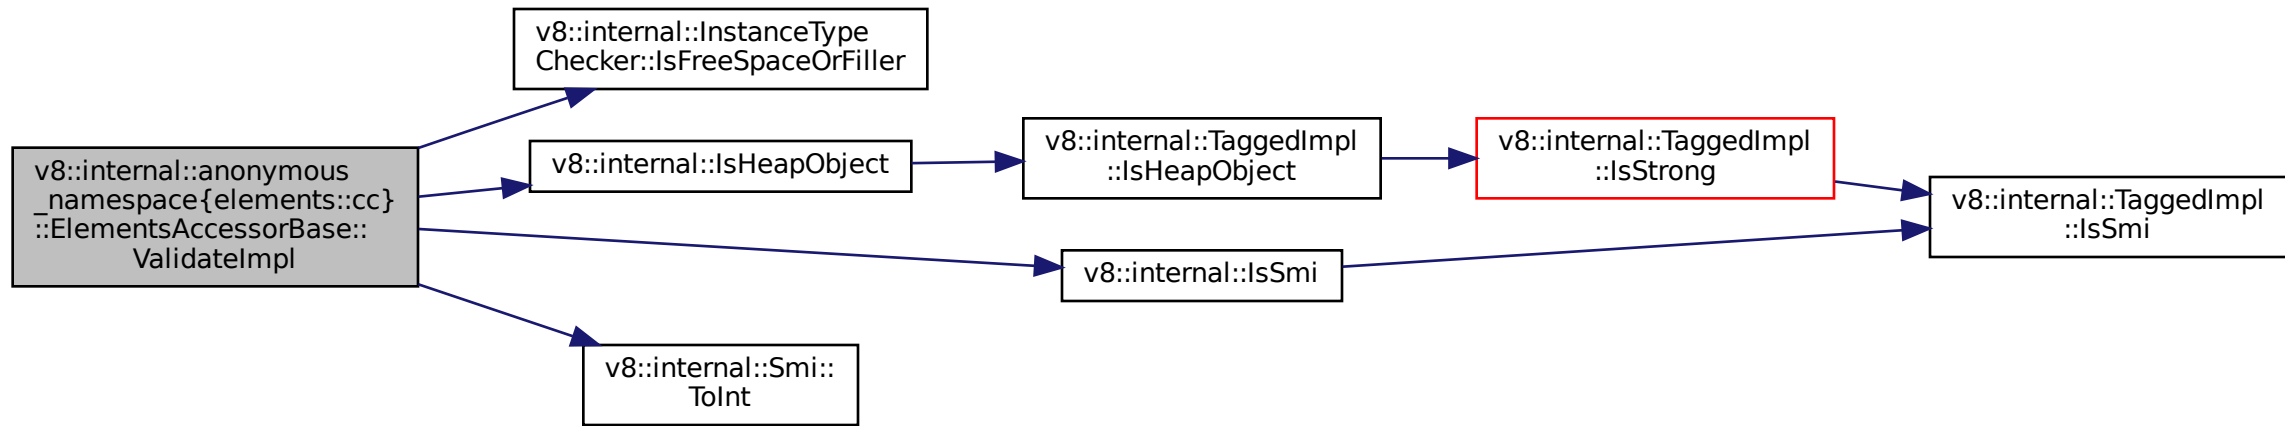 v8::internal::InstanceType
Checker::IsFreeSpaceOrFiller
v8::internal::anonymous
_namespace{elements::cc}
::ElementsAccessorBase::
ValidateImpl
v8::internal::IsHeapObject
v8::internal::TaggedImpl
::IsHeapObject
v8::internal::TaggedImpl
::IsStrong
v8::internal::TaggedImpl
::IsSmi
v8::internal::IsSmi
v8::internal::Smi::
ToInt